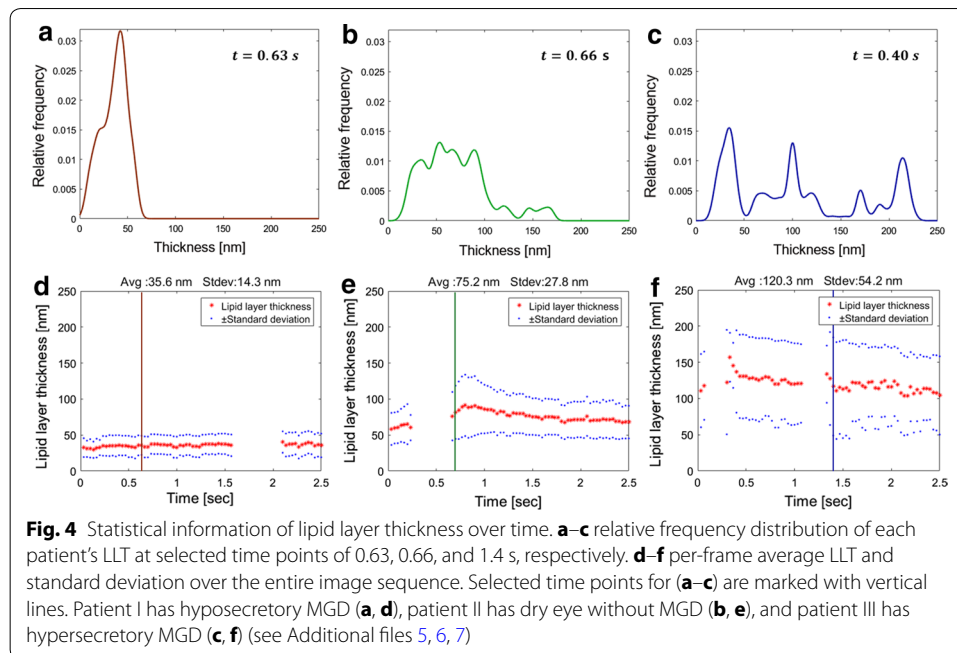 a
b
c
0.03
0.025
0.02
0.015
0.01
0.005
0
Relative frequency
t = 0.63 s
0 50 100 150 200 250
Thickness [nm]
0.03
0.025
0.02
0.015
0.01
0.005
0
Relative frequency
t = 0.66 s
0 50 100 150 200 250
Thickness [nm]
0.03
0.025
0.02
0.015
0.01
0.005
0
Relative frequency
t = 0.40 s
0 50 100 150 200 250
Thickness [nm]
d
Avg :35.6 nm Stdev:14.3 nm
Lipid layer thickness
±Standard deviation
250
200
150
100
50
0
Lipid layer thickness [nm]
0 0.5 1 1.5 2 2.5
Time [sec]
e
Avg :75.2 nm Stdev:27.8 nm
Lipid layer thickness
±Standard deviation
250
200
150
100
50
0
Lipid layer thickness [nm]
0 0.5 1 1.5 2 2.5
Time [sec]
f
Avg :120.3 nm Stdev:54.2 nm
Lipid layer thickness
±Standard deviation
250
200
150
100
50
0
Lipid layer thickness [nm]
0 0.5 1 1.5 2 2.5
Time [sec]
Fig. 4 Statistical information of lipid layer thickness over time. a–c relative frequency distribution of each
patient's LLT at selected time points of 0.63, 0.66, and 1.4 s, respectively. d–f per-frame average LLT and
standard deviation over the entire image sequence. Selected time points for (a–c) are marked with vertical
lines. Patient I has hyposecretory MGD (a, d), patient II has dry eye without MGD (b, e), and patient III has
hypersecretory MGD (c, f) (see Additional files 5, 6, 7)